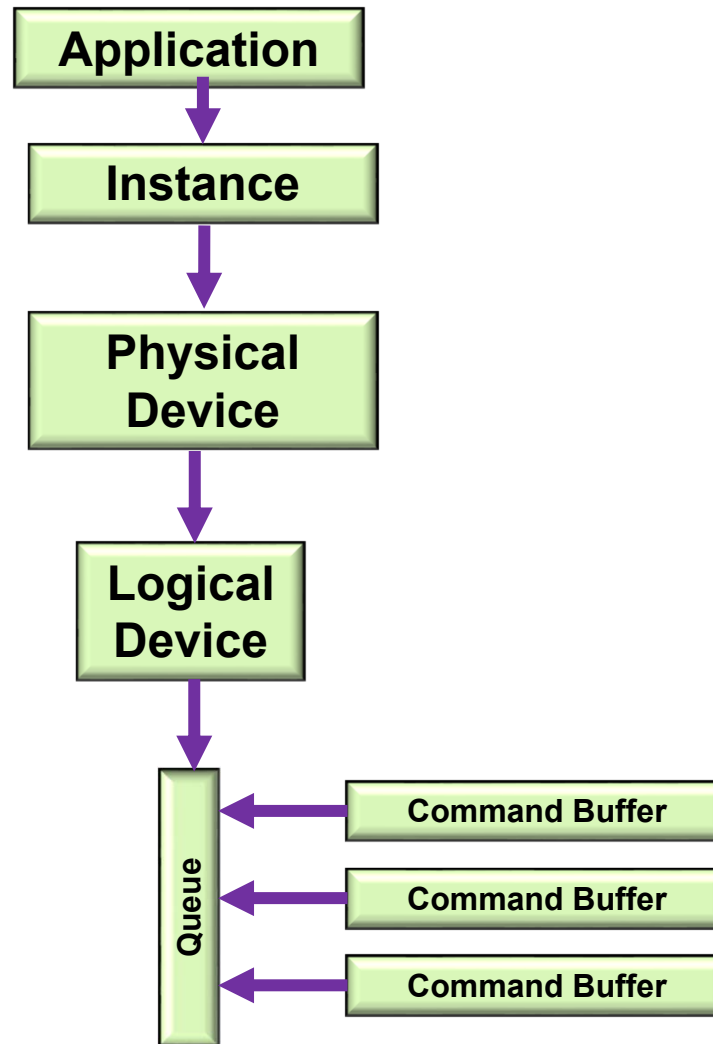 Application
Instance
Physical
Device
Logical
Device
Queue
Command Buffer
Command Buffer
Command Buffer